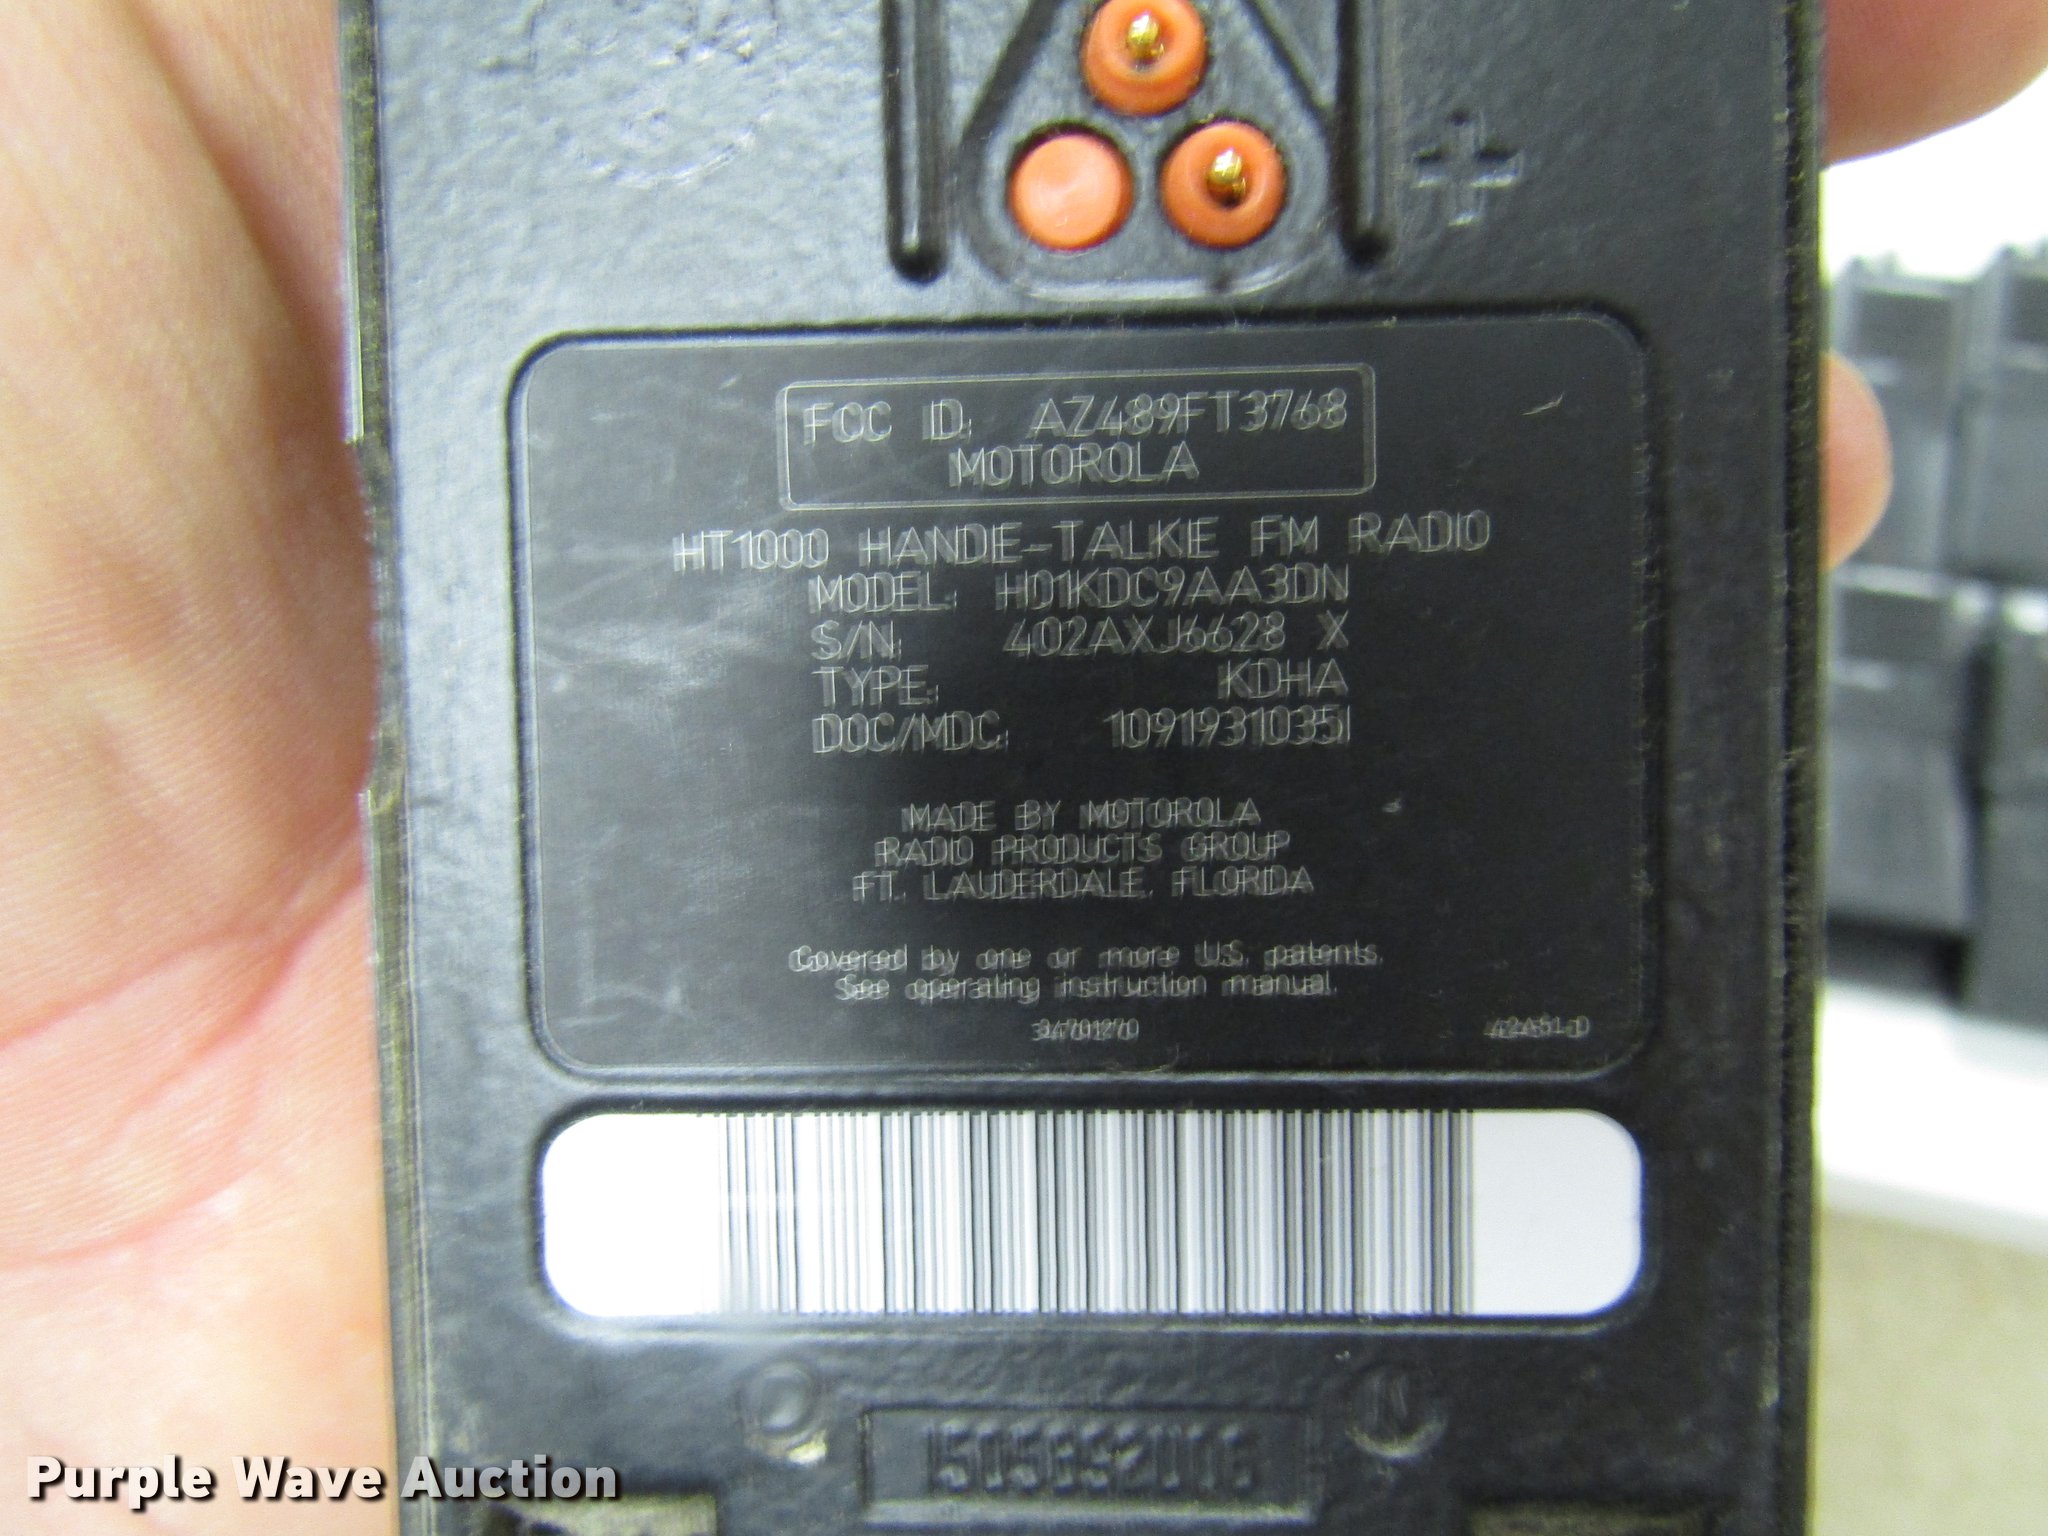 +
FCC ID: AZ489FT3768
MOTOROLA
HT1000 HANDIE-TALKIE FM RADIO
MODEL: H01KDC9AA3DN
S/N: 402AXJ6628 X
TYPE: KDHA
DOC/MDC: 1091931035I
MADE BY MOTOROLA
RADIO PRODUCTS GROUP
FT. LAUDERDALE, FLORIDA
Covered by one or more U.S. patents.
See operating instruction manual.
Purple Wave Auction